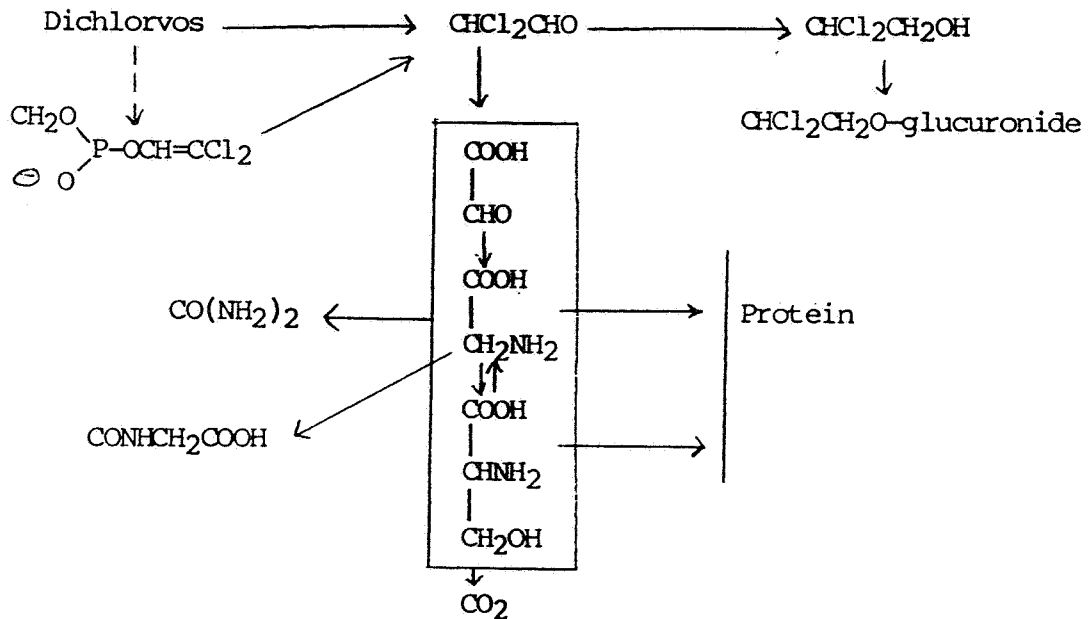 Dichlorvos CHCl2CHO CHCl2CH2OH
CH2O
P-OCH=CCl2
⊖ O
CHCl2CH2O-glucuronide
COOH
CHO
COOH
CO(NH2)2
Protein
CH2NH2
COOH
CONHCH2COOH
CHNH2
CH2OH
CO2